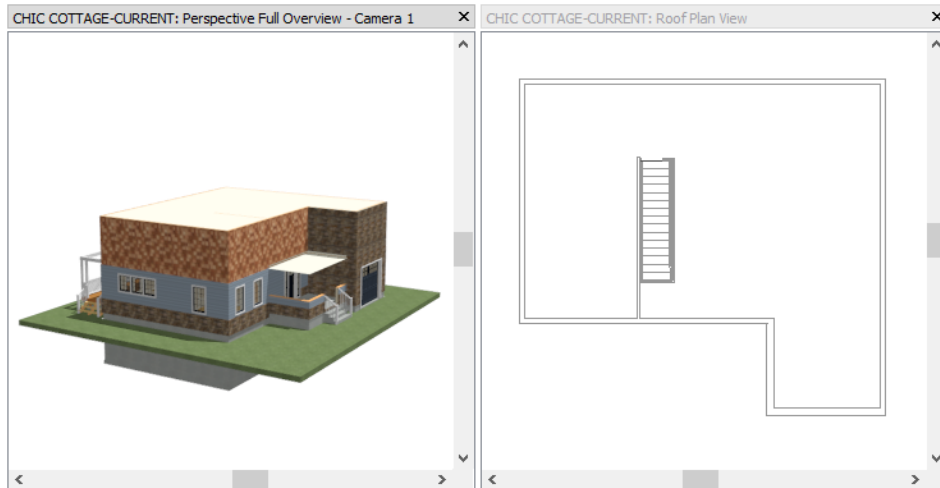 CHIC COTTAGE-CURRENT: Perspective Full Overview - Camera 1
CHIC COTTAGE-CURRENT: Roof Plan View